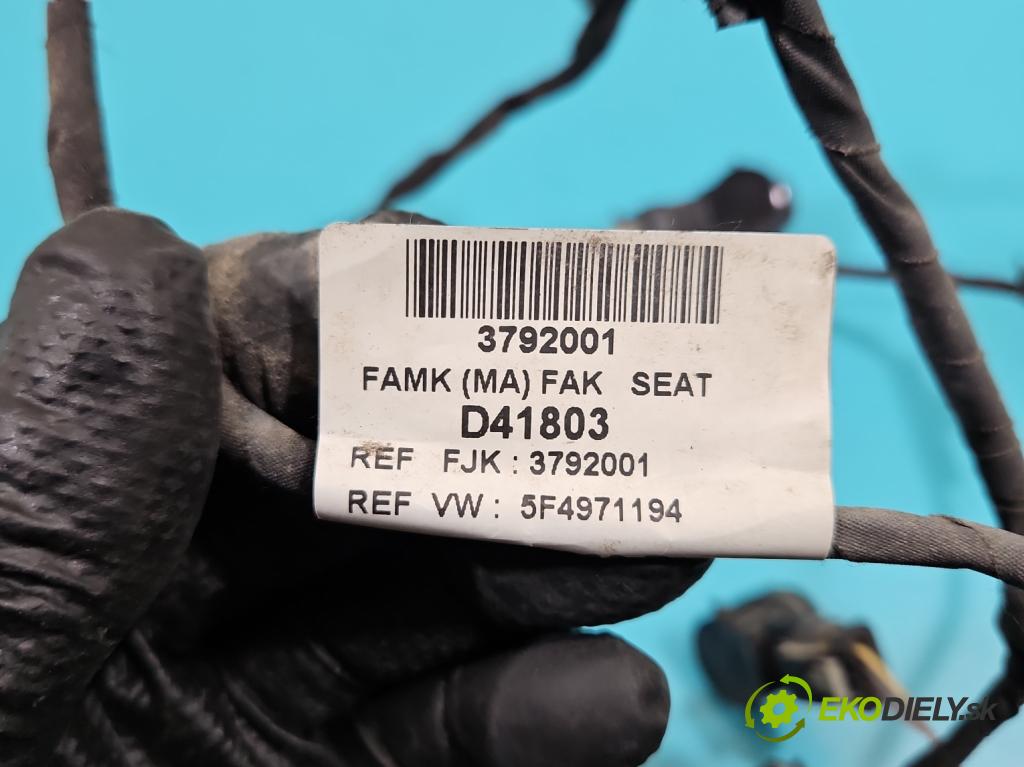 3792001
FAMK (MA) FAK SEAT
D41803
REF FJK : 3792001
REF VW : 5F4971194
EKODIELY.sk